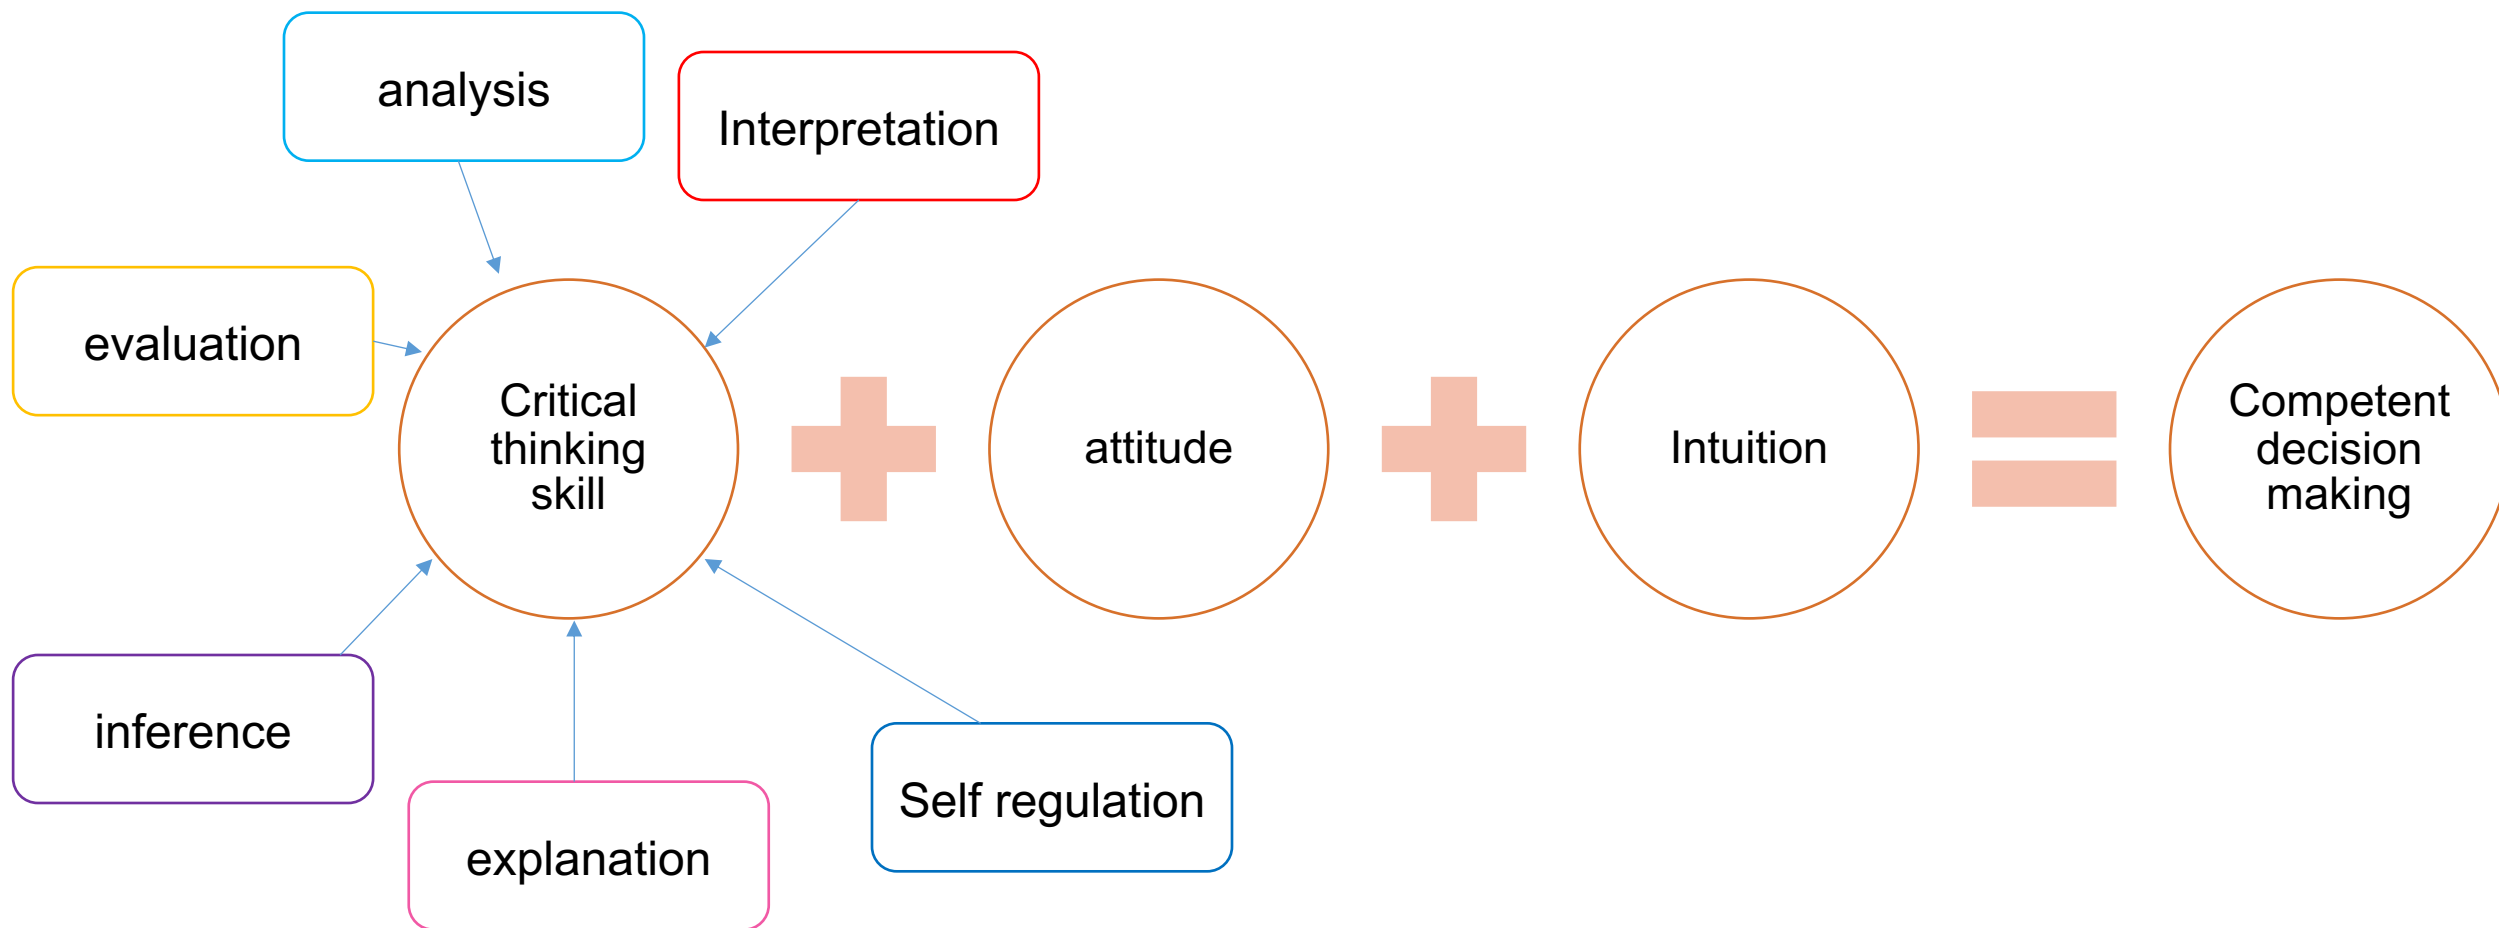 analysis
Interpretation
evaluation
Critical
thinking
skill
attitude
Intuition
Competent
decision
making
inference
explanation
Self regulation